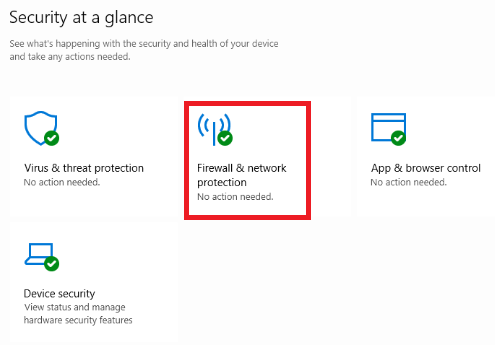 Security at a glance
See what's happening with the security and health of your device
and take any actions needed.
Virus & threat protection
No action needed.
Firewall & network
protection
No action needed.
App & browser control
No action needed.
Device security
View status and manage
hardware security features